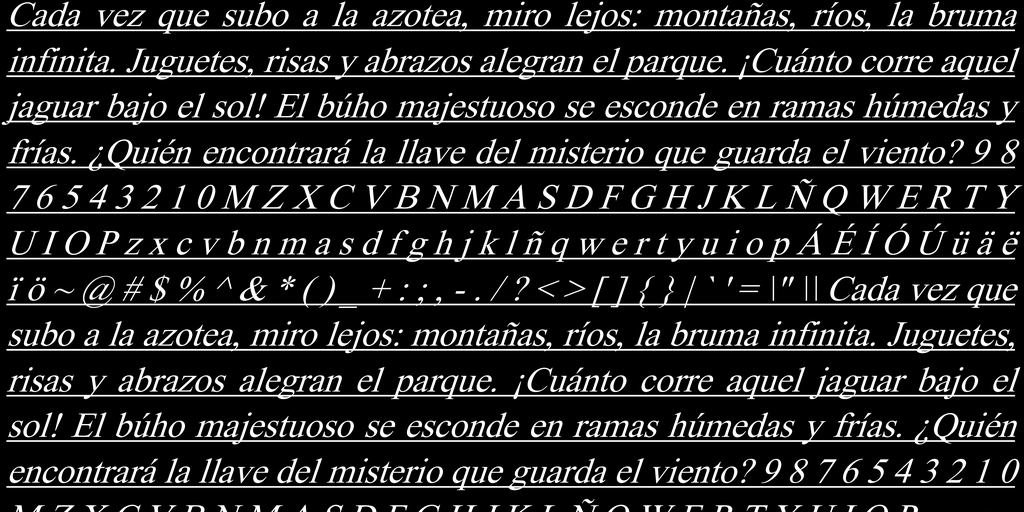 Cada vez que subo a la azotea, miro lejos: montañas, ríos, la bruma
infinita. Juguetes, risas y abrazos alegran el parque. ¡Cuánto corre aquel
jaguar bajo el sol! El búho majestuoso se esconde en ramas húmedas y
frías. ¿Quién encontrará la llave del misterio que guarda el viento? 9 8
7 6 5 4 3 2 1 0 M Z X C V B N M A S D F G H J K L Ñ Q W E R T Y
U I O P z x c v b n m a s d f g h j k l ñ q w e r t y u i o p Á É Í Ó Ú ü ä ë
ï ö ~ @ # $ % ^ & * ( ) _ + : ; , - . / ? < > [ ] { } | ` ' = \" \\ Cada vez que
subo a la azotea, miro lejos: montañas, ríos, la bruma infinita. Juguetes,
risas y abrazos alegran el parque. ¡Cuánto corre aquel jaguar bajo el
sol! El búho majestuoso se esconde en ramas húmedas y frías. ¿Quién
encontrará la llave del misterio que guarda el viento? 9 8 7 6 5 4 3 2 1 0
M Z X C V B N M A S D F G H J K L Ñ Q W E R T Y U I O P